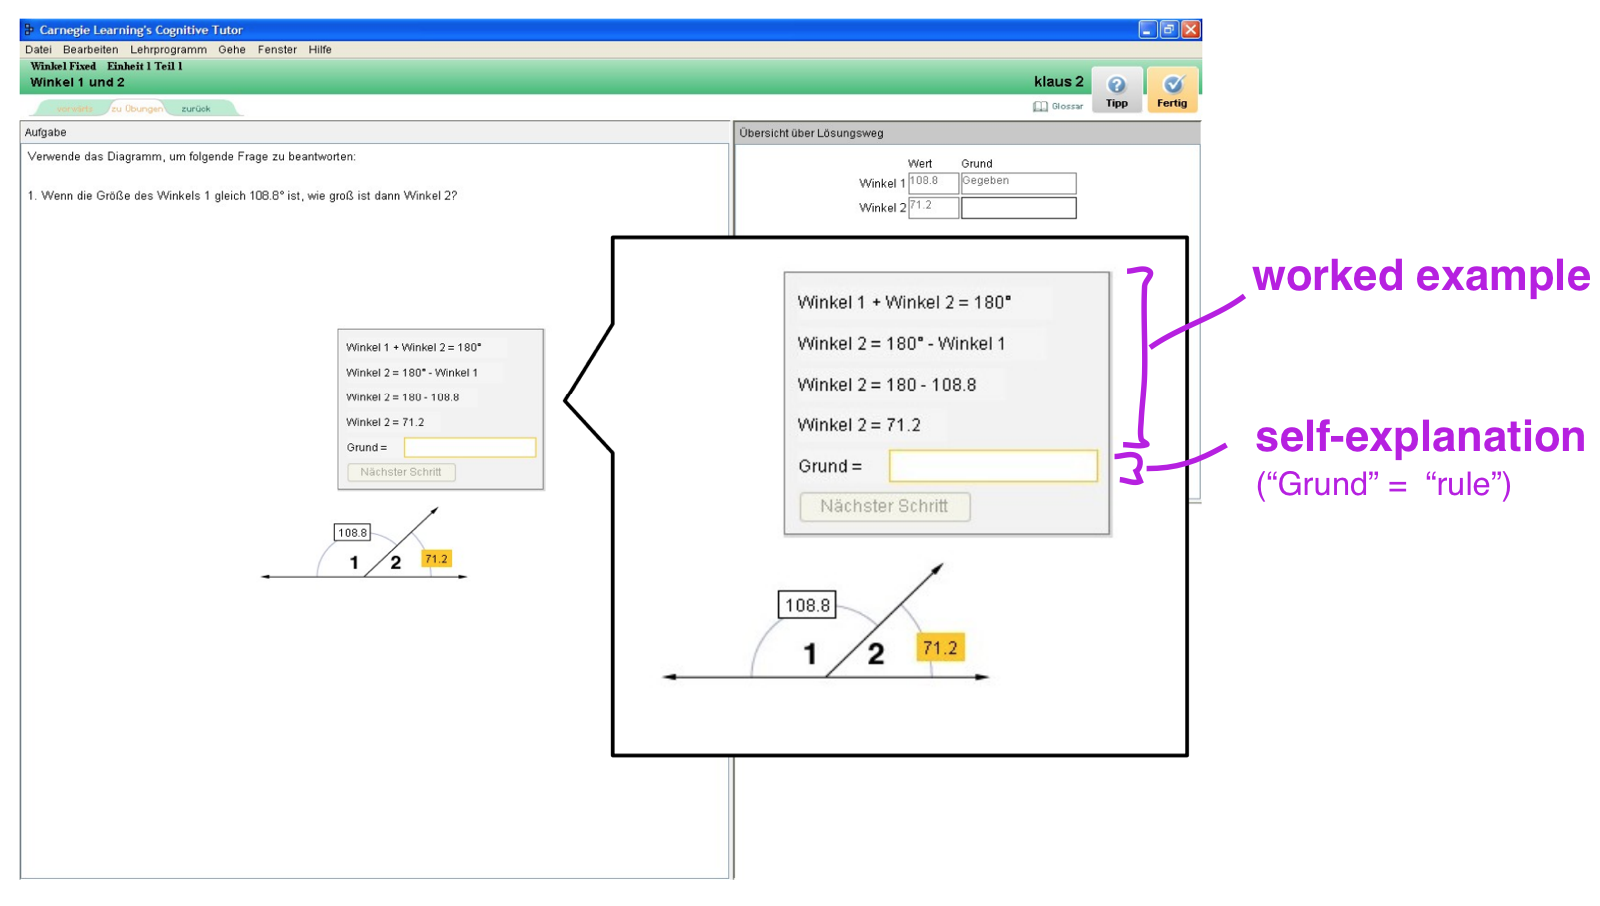 Carnegie Learning's Cognitive Tutor
Datei Bearbeiten Lehrprogramm Gehe Fenster Hilfe
Winkel Fixed Einheit 1 Teil 1
Winkel 1 und 2
klaus 2
vorwärts zu Übungen zurück
Glossar
Tipp
Fertig
Aufgabe
Verwende das Diagramm, um folgende Frage zu beantworten:
1. Wenn die Größe des Winkels 1 gleich 108.8° ist, wie groß ist dann Winkel 2?
Winkel 1 + Winkel 2 = 180°
Winkel 2 = 180° - Winkel 1
Winkel 2 = 180 - 108.8
Winkel 2 = 71.2
Grund =
Nächster Schritt
108.8
1 2 71.2
Übersicht über Lösungsweg
Wert Grund
Winkel 1 108.8 Gegeben
Winkel 2 71.2
Winkel 1 + Winkel 2 = 180°
Winkel 2 = 180° - Winkel 1
Winkel 2 = 180 - 108.8
Winkel 2 = 71.2
Grund =
Nächster Schritt
108.8
1 2 71.2
worked example
self-explanation
("Grund" = "rule")